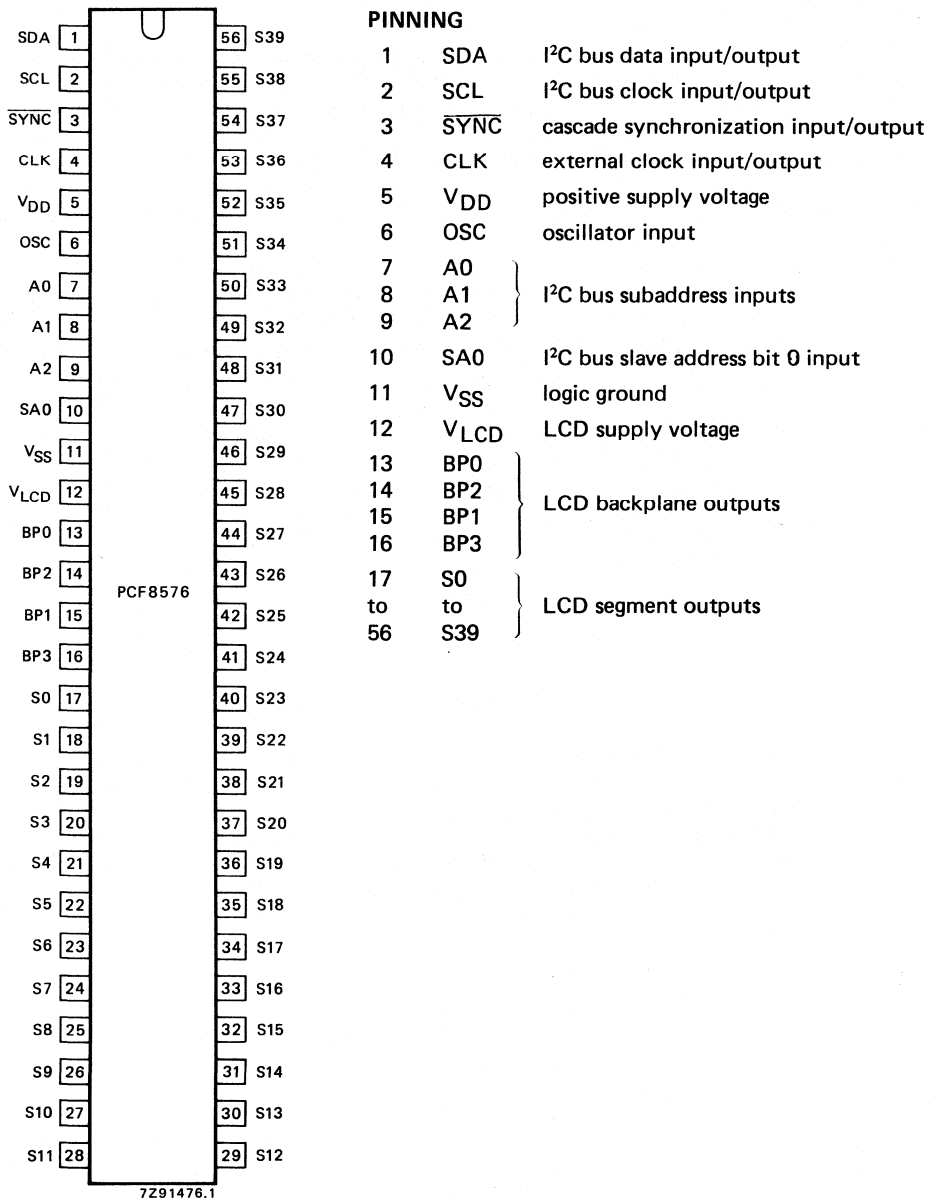 SDA 1 56 S39
SCL 2 55 S38
SYNC 3 54 S37
CLK 4 53 S36
VDD 5 52 S35
OSC 6 51 S34
A0 7 50 S33
A1 8 49 S32
A2 9 48 S31
SA0 10 47 S30
VSS 11 46 S29
VLCD 12 45 S28
BP0 13 44 S27
BP2 14 43 S26
PCF8576
BP1 15 42 S25
BP3 16 41 S24
S0 17 40 S23
S1 18 39 S22
S2 19 38 S21
S3 20 37 S20
S4 21 36 S19
S5 22 35 S18
S6 23 34 S17
S7 24 33 S16
S8 25 32 S15
S9 26 31 S14
S10 27 30 S13
S11 28 29 S12
7Z91476.1
PINNING
1 SDA I²C bus data input/output
2 SCL I²C bus clock input/output
3 SYNC cascade synchronization input/output
4 CLK external clock input/output
5 VDD positive supply voltage
6 OSC oscillator input
7 A0
8 A1 I²C bus subaddress inputs
9 A2
10 SA0 I²C bus slave address bit 0 input
11 VSS logic ground
12 VLCD LCD supply voltage
13 BP0
14 BP2
LCD backplane outputs
15 BP1
16 BP3
17 S0
to to LCD segment outputs
56 S39